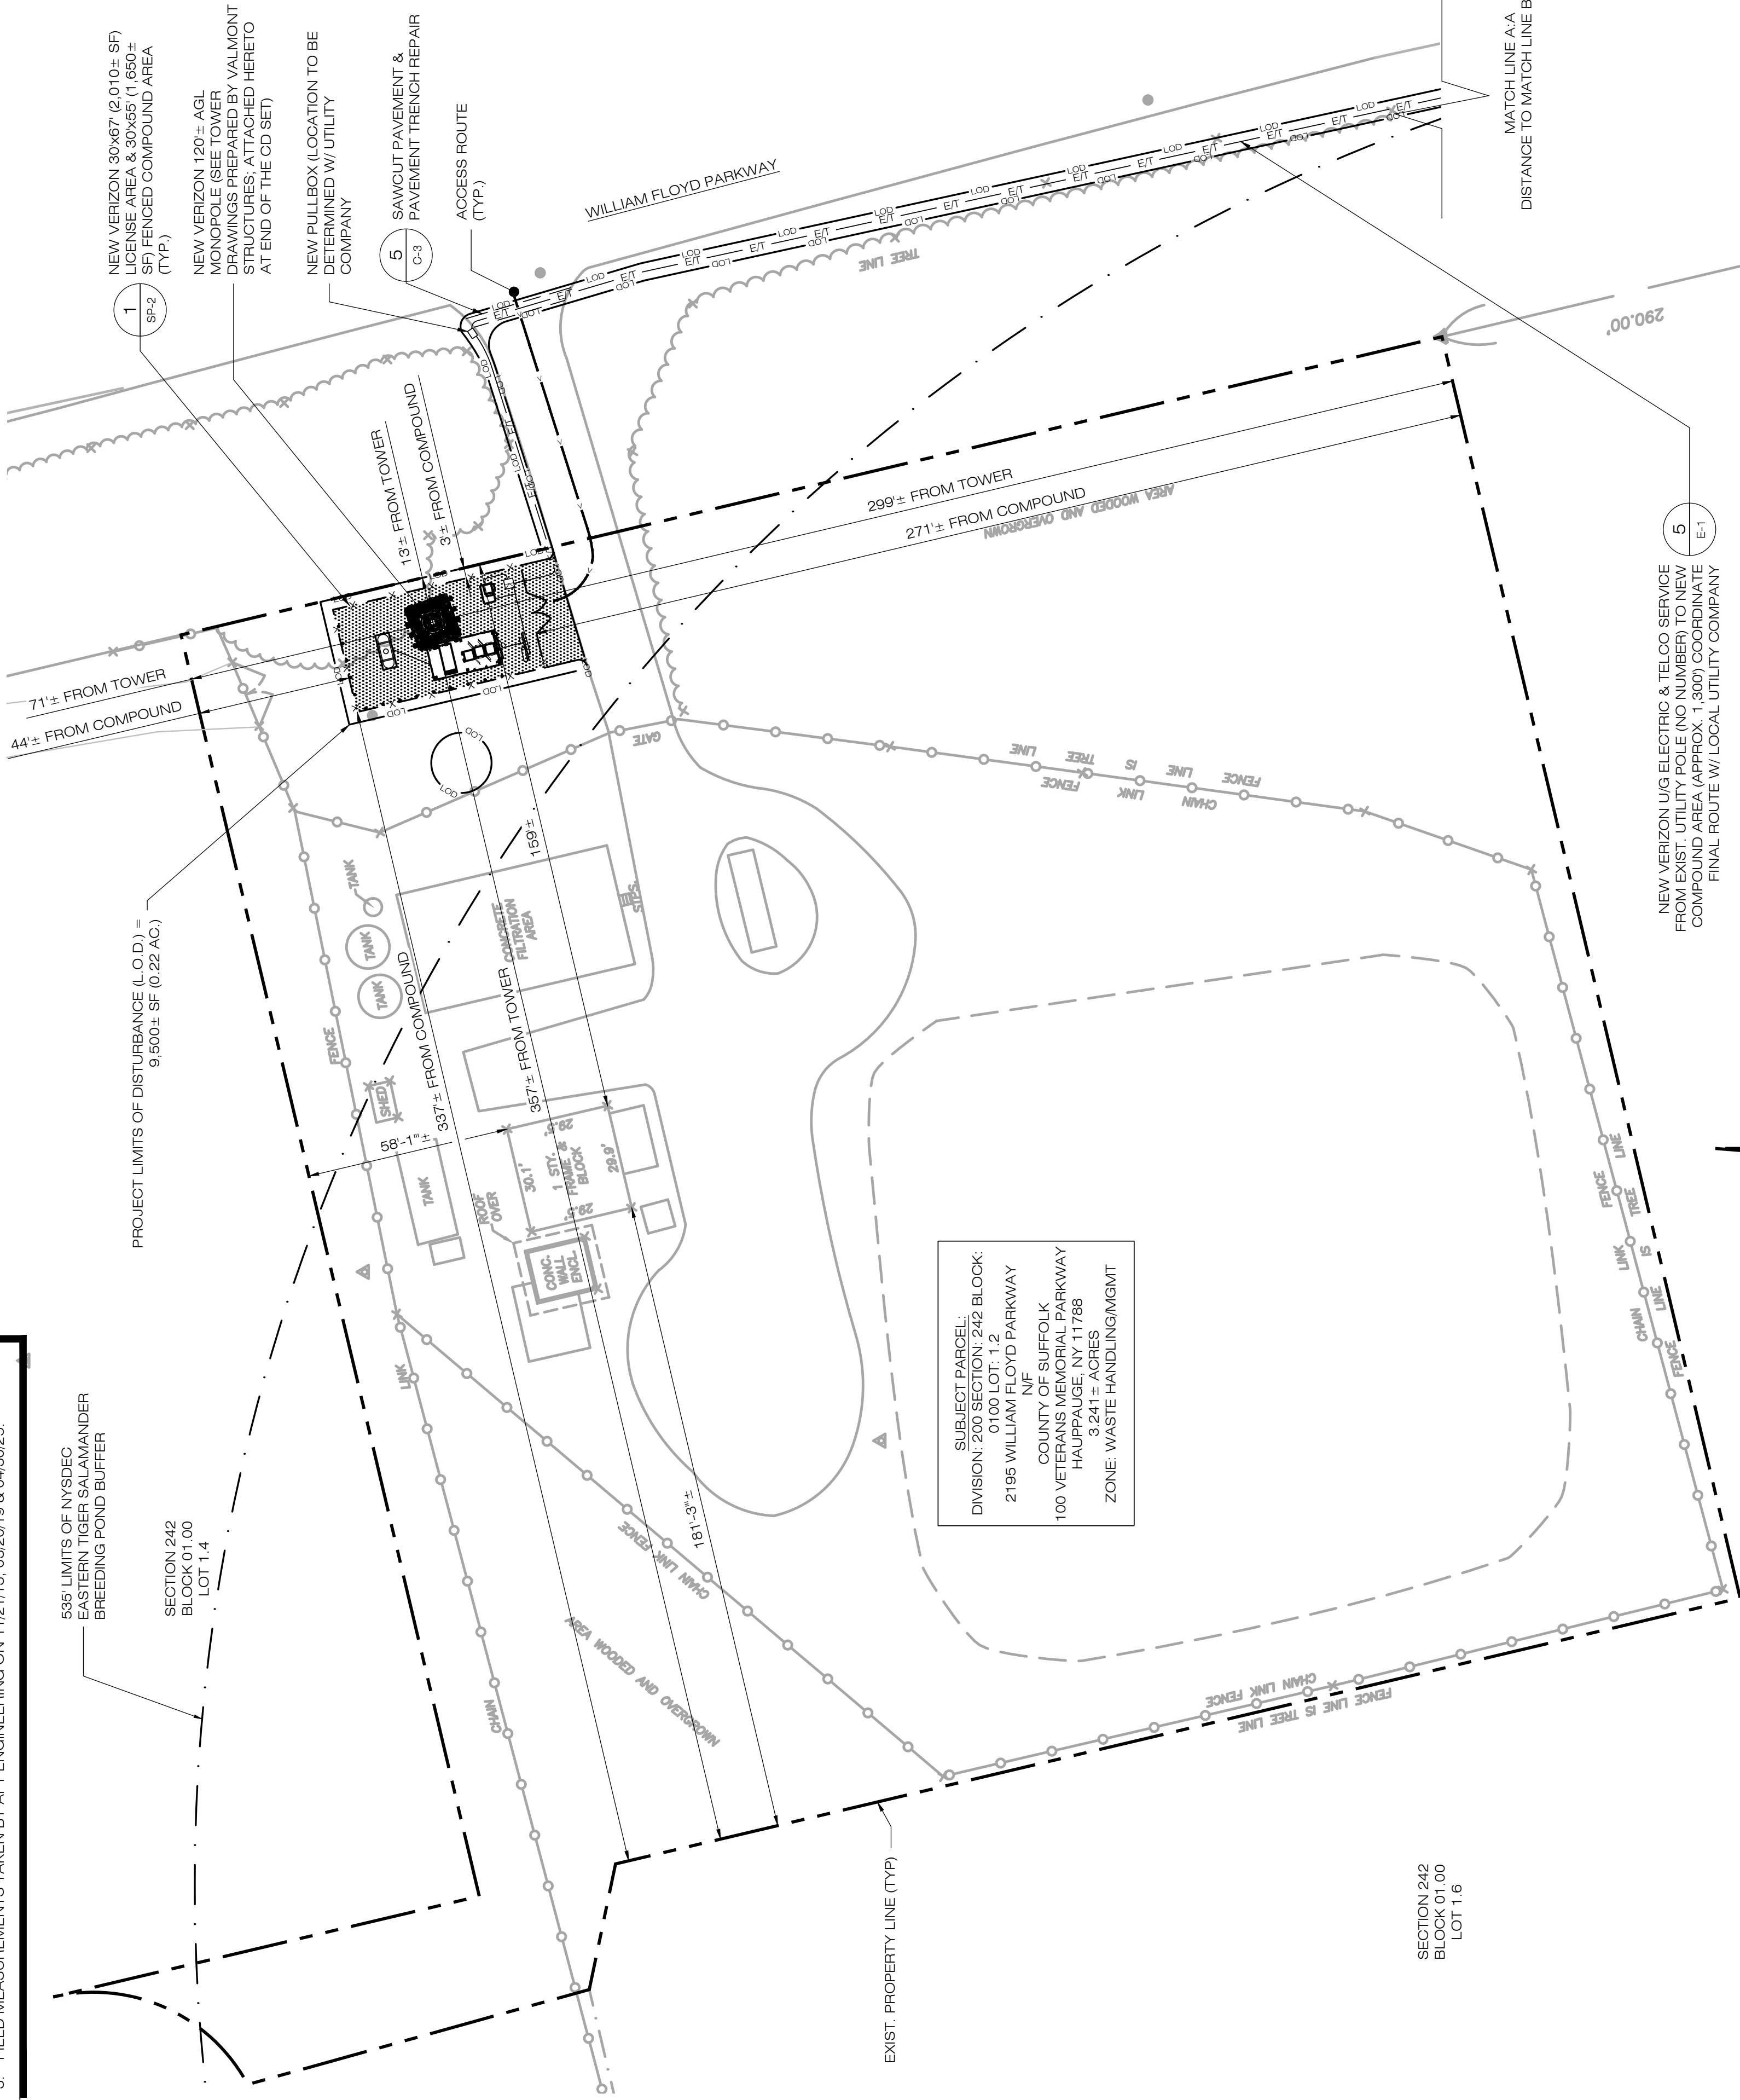 3. FIELD MEASUREMENTS TAKEN BY APT ENGINEERING ON
535' LIMITS OF NYSDEC
EASTERN TIGER SALAMANDER
BREEDING POND BUFFER
SECTION 242
BLOCK 01.00
LOT 1.4
PROJECT LIMITS OF DISTURBANCE (L.O.D.) =
9,500± SF (0.22 AC.)
1
SP-2
NEW VERIZON 30'x67' (2,010± SF)
LICENSE AREA & 30'x55' (1,650±
SF) FENCED COMPOUND AREA
(TYP.)
NEW VERIZON 120'± AGL
MONOPOLE (SEE TOWER
DRAWINGS PREPARED BY VALMONT
STRUCTURES; ATTACHED HERETO
AT END OF THE CD SET)
NEW PULLBOX (LOCATION TO BE
DETERMINED W/ UTILITY
COMPANY
5
C-3
SAWCUT PAVEMENT &
PAVEMENT TRENCH REPAIR
ACCESS ROUTE
(TYP.)
WILLIAM FLOYD PARKWAY
71'± FROM TOWER
44'± FROM COMPOUND
13'± FROM TOWER
3'± FROM COMPOUND
299'± FROM TOWER
271'± FROM COMPOUND
AREA WOODED AND OVERGROWN
TREE LINE
337'± FROM COMPOUND
357'± FROM TOWER
159'±
58'-1"±
181'-3"±
290.00'
LOD
E/T
GATE
TANK
TANK
TANK
TANK
SHED
FENCE
LINK
CHAIN
CONCRETE
FILTRATION
AREA
STPS.
ROOF
OVER
CONC.
WALL
ENCL.
30.1'
1 STY.
FRAME &
BLOCK
29.9'
29.5'
29.5'
CHAIN LINK FENCE
AREA WOODED AND OVERGROWN
CHAIN LINK FENCE
FENCE LINE IS TREE LINE
CHAIN LINK FENCE
FENCE LINE IS TREE LINE
CHAIN LINK FENCE
FENCE LINE IS TREE LINE
SUBJECT PARCEL:
DIVISION: 200 SECTION: 242 BLOCK:
0100 LOT: 1.2
2195 WILLIAM FLOYD PARKWAY
N/F
COUNTY OF SUFFOLK
100 VETERANS MEMORIAL PARKWAY
HAUPPAUGE, NY 11788
3.241± ACRES
ZONE: WASTE HANDLING/MGMT
EXIST. PROPERTY LINE (TYP)
SECTION 242
BLOCK 01.00
LOT 1.6
5
E-1
NEW VERIZON U/G ELECTRIC & TELCO SERVICE
FROM EXIST. UTILITY POLE (NO NUMBER) TO NEW
COMPOUND AREA (APPROX. 1,300') COORDINATE
FINAL ROUTE W/ LOCAL UTILITY COMPANY
MATCH LINE A:A
DISTANCE TO MATCH LINE B